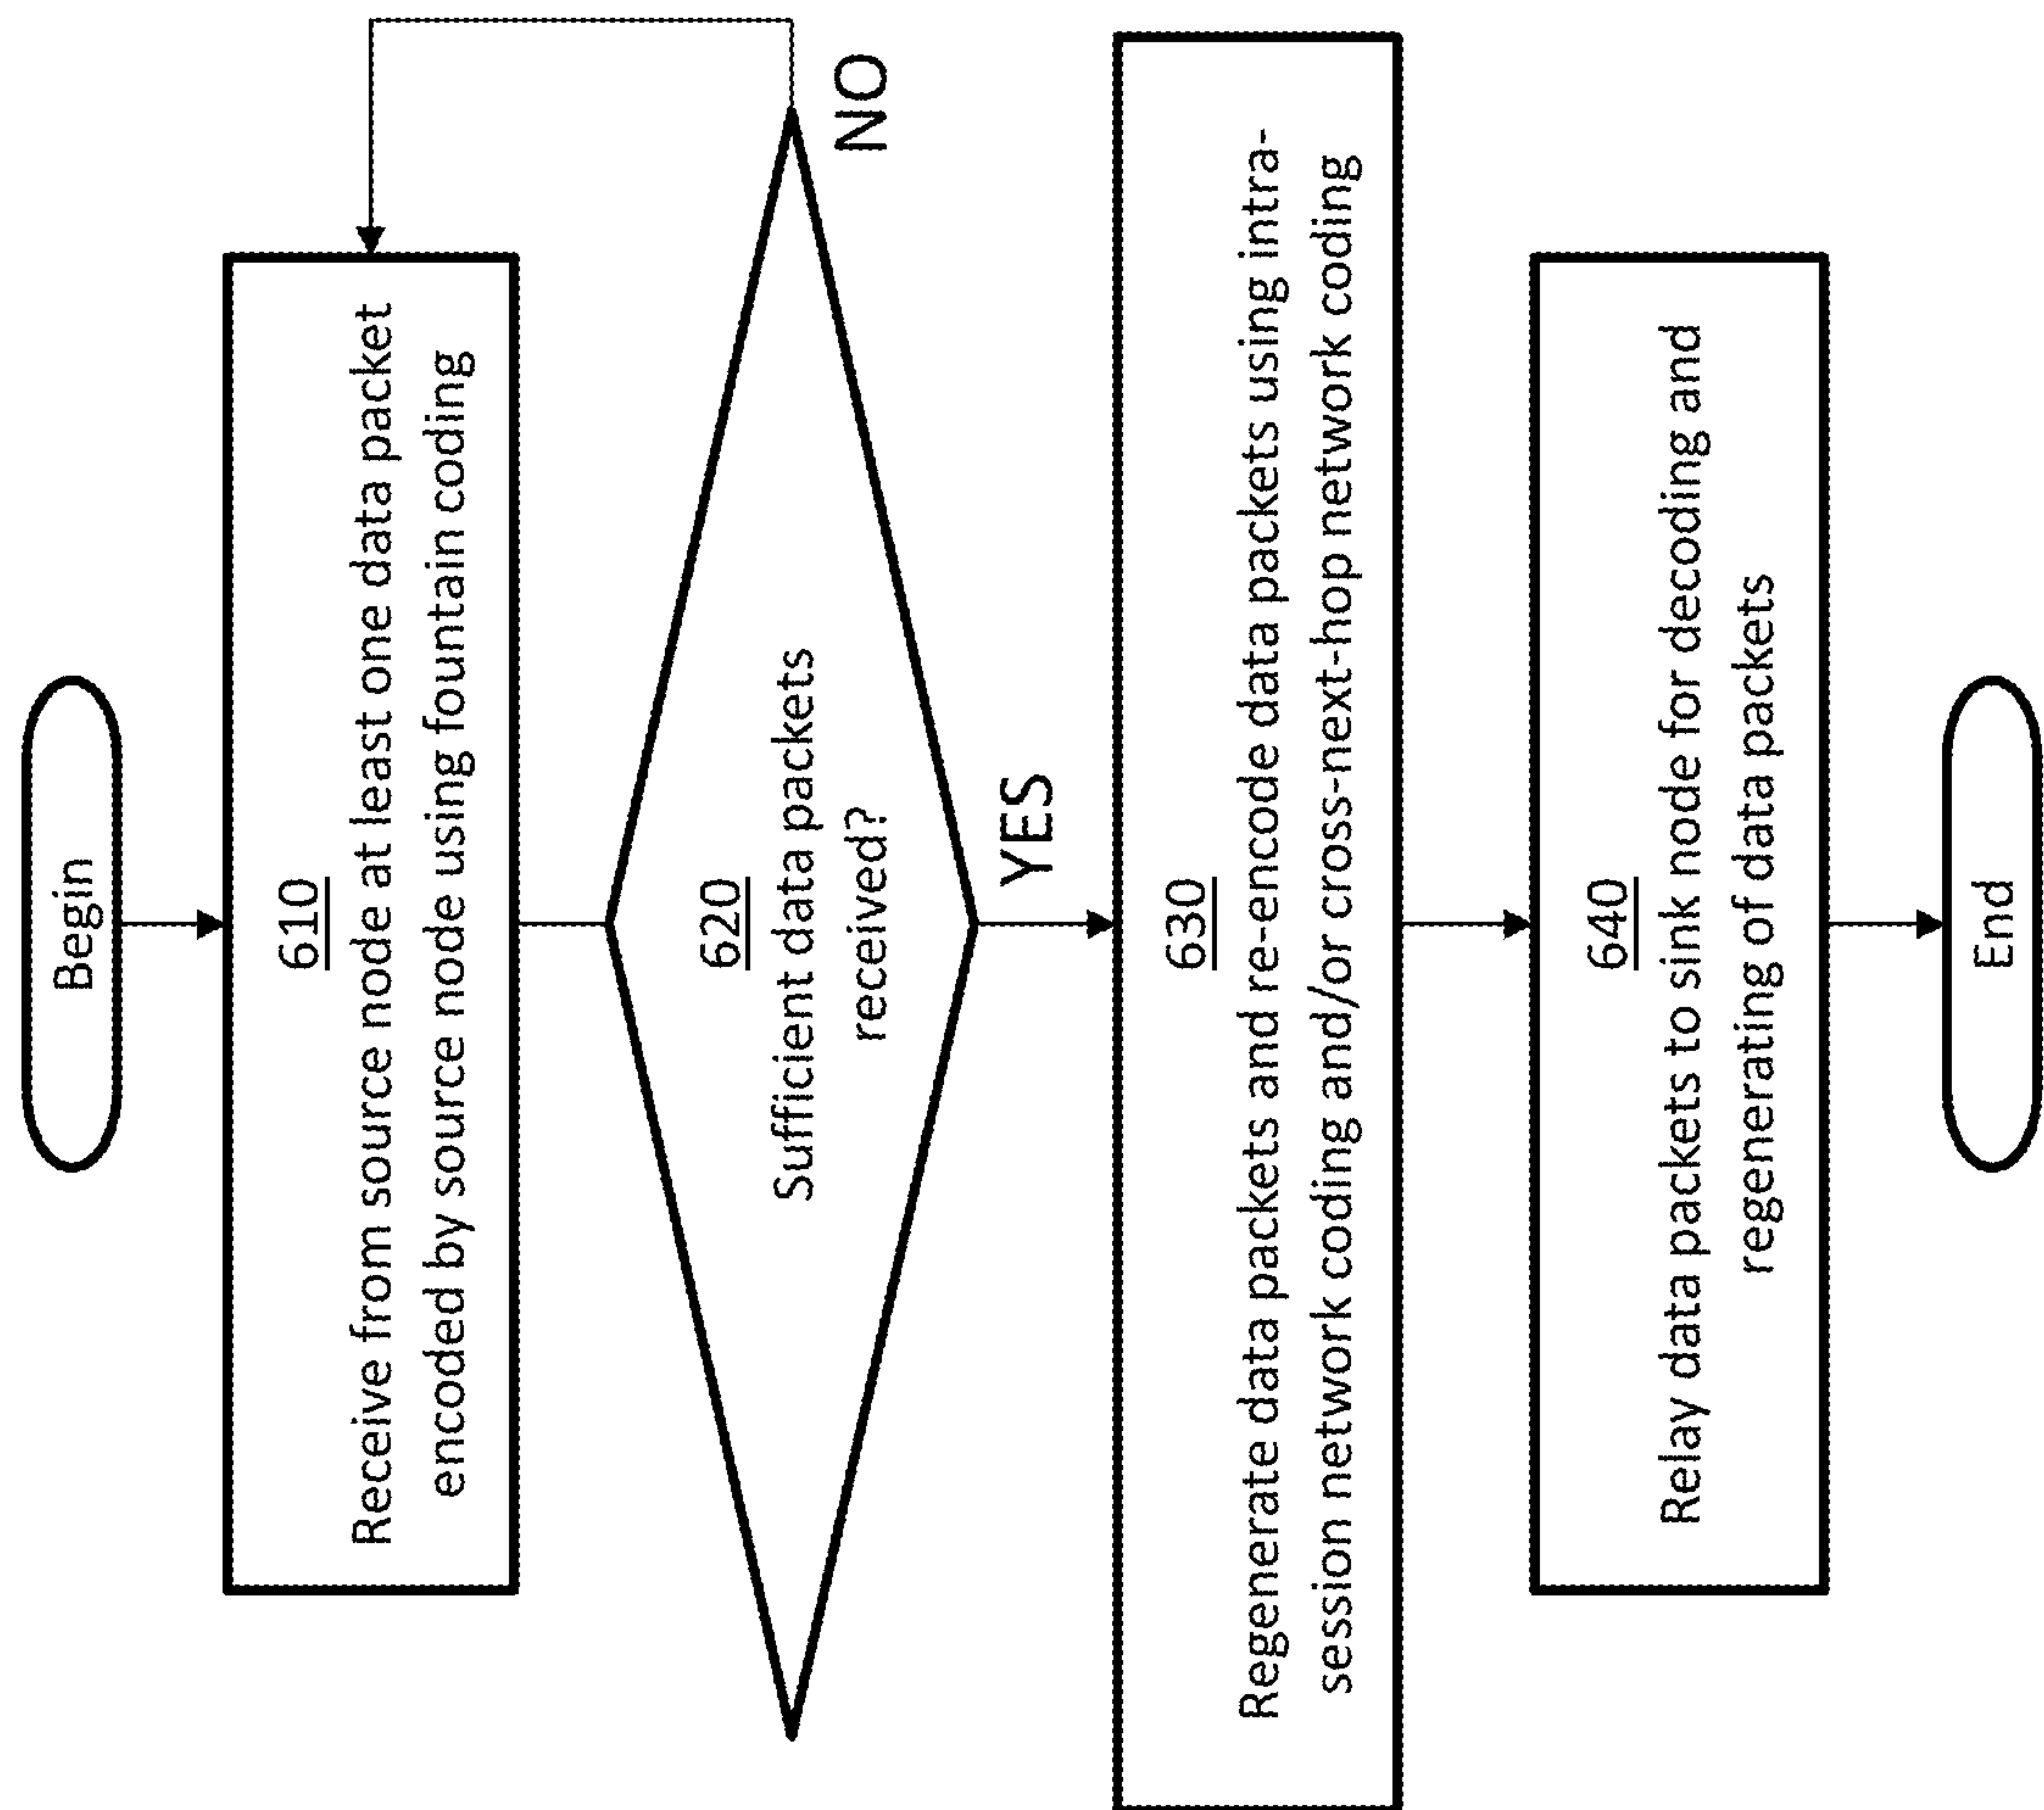 Begin
610
Receive from source node at least one data packet
encoded by source node using fountain coding
620
Sufficient data packets
received?
NO
YES
630
Regenerate data packets and re-encode data packets using intra-
session network coding and/or cross-next-hop network coding
640
Relay data packets to sink node for decoding and
regenerating of data packets
End